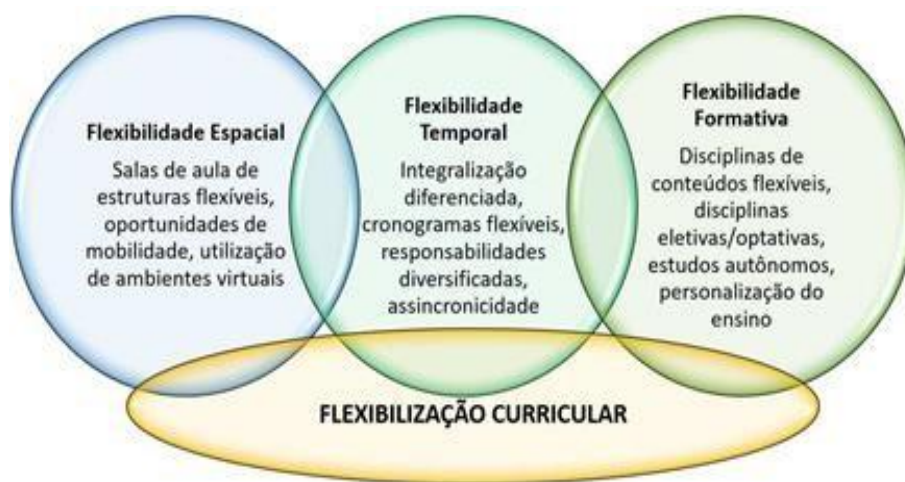 Flexibilidade Espacial
Salas de aula de
estruturas flexíveis,
oportunidades de
mobilidade, utilização
de ambientes virtuais
Flexibilidade
Temporal
Integralização
diferenciada,
cronogramas flexíveis,
responsabilidades
diversificadas,
assincronicidade
Flexibilidade
Formativa
Disciplinas de
conteúdos flexíveis,
disciplinas
eletivas/optativas,
estudos autônomos,
personalização do
ensino
FLEXIBILIZAÇÃO CURRICULAR